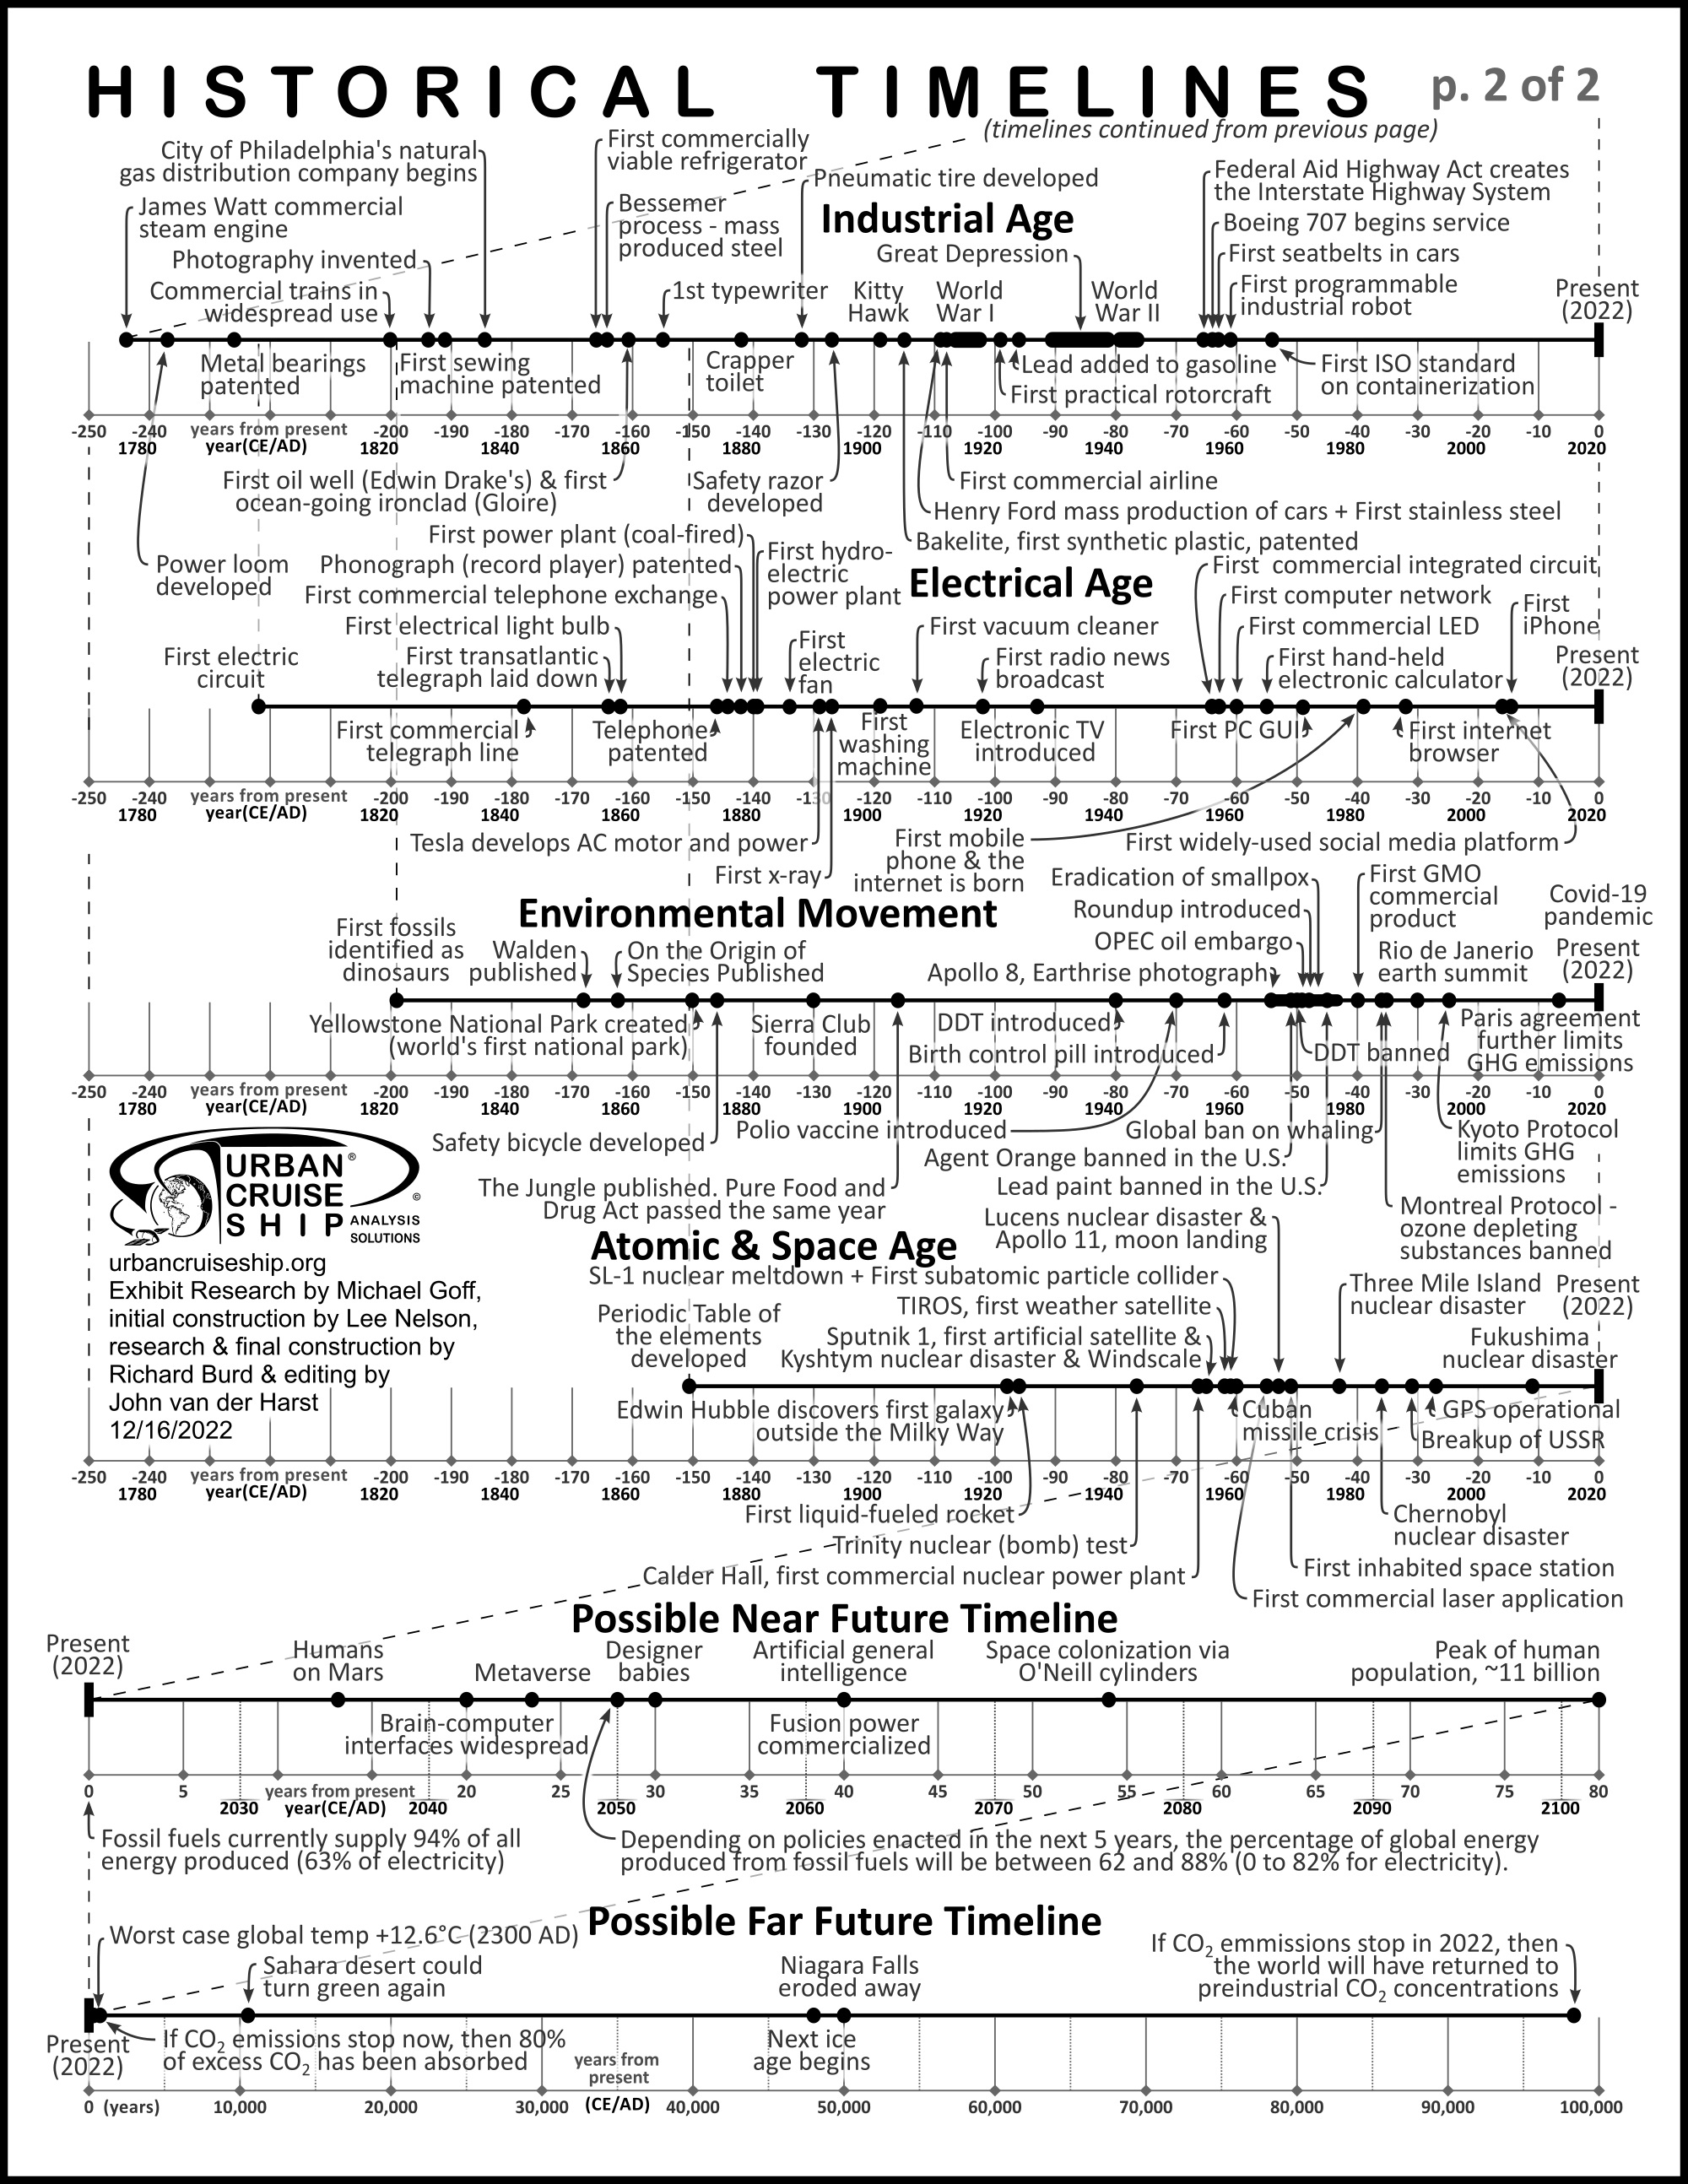 HISTORICAL TIMELINES
p. 2 of 2
(timelines continued from previous page)
City of Philadelphia's natural
gas distribution company begins
First commercially
viable refrigerator
Pneumatic tire developed
Federal Aid Highway Act creates
the Interstate Highway System
James Watt commercial
steam engine
Bessemer
process - mass
produced steel
Industrial Age
Boeing 707 begins service
Photography invented
Great Depression
First seatbelts in cars
Commercial trains in
widespread use
1st typewriter
Kitty
Hawk
World
War I
World
War II
First programmable
industrial robot
Present
(2022)
Metal bearings
patented
First sewing
machine patented
Crapper
toilet
Lead added to gasoline
First practical rotorcraft
First ISO standard
on containerization
-250 -240 years from present -200 -190 -180 -170 -160 -150 -140 -130 -120 -110 -100 -90 -80 -70 -60 -50 -40 -30 -20 -10 0
1780 year(CE/AD) 1820 1840 1860 1880 1900 1920 1940 1960 1980 2000 2020
First oil well (Edwin Drake's) & first
ocean-going ironclad (Gloire)
Safety razor
developed
First commercial airline
Henry Ford mass production of cars + First stainless steel
Bakelite, first synthetic plastic, patented
Power loom
developed
First power plant (coal-fired)
Phonograph (record player) patented
First commercial telephone exchange
First hydro-
electric
power plant
Electrical Age
First commercial integrated circuit
First computer network
First
iPhone
First electrical light bulb
First
electric
fan
First vacuum cleaner
First commercial LED
First electric
circuit
First transatlantic
telegraph laid down
First radio news
broadcast
First hand-held
electronic calculator
Present
(2022)
First commercial
telegraph line
Telephone
patented
First
washing
machine
Electronic TV
introduced
First PC GUI
First internet
browser
-250 -240 years from present -200 -190 -180 -170 -160 -150 -140 -130 -120 -110 -100 -90 -80 -70 -60 -50 -40 -30 -20 -10 0
1780 year(CE/AD) 1820 1840 1860 1880 1900 1920 1940 1960 1980 2000 2020
Tesla develops AC motor and power
First x-ray
First mobile
phone & the
internet is born
First widely-used social media platform
Environmental Movement
Eradication of smallpox
Roundup introduced
OPEC oil embargo
Apollo 8, Earthrise photograph
First GMO
commercial
product
Covid-19
pandemic
First fossils
identified as
dinosaurs
Walden
published
On the Origin of
Species Published
Rio de Janerio
earth summit
Present
(2022)
Yellowstone National Park created
(world's first national park)
Sierra Club
founded
DDT introduced
Birth control pill introduced
DDT banned
Paris agreement
further limits
GHG emissions
-250 -240 years from present -200 -190 -180 -170 -160 -150 -140 -130 -120 -110 -100 -90 -80 -70 -60 -50 -40 -30 -20 -10 0
1780 year(CE/AD) 1820 1840 1860 1880 1900 1920 1940 1960 1980 2000 2020
Safety bicycle developed
Polio vaccine introduced
Global ban on whaling
Kyoto Protocol
limits GHG
emissions
Agent Orange banned in the U.S.
The Jungle published. Pure Food and
Drug Act passed the same year
Lead paint banned in the U.S.
Montreal Protocol -
ozone depleting
substances banned
URBAN®
CRUISE
SHIP ANALYSIS
SOLUTIONS
©
urbancruiseship.org
Exhibit Research by Michael Goff,
initial construction by Lee Nelson,
research & final construction by
Richard Burd & editing by
John van der Harst
12/16/2022
Atomic & Space Age
Lucens nuclear disaster &
Apollo 11, moon landing
SL-1 nuclear meltdown + First subatomic particle collider
TIROS, first weather satellite
Sputnik 1, first artificial satellite &
Kyshtym nuclear disaster & Windscale
Periodic Table of
the elements
developed
Three Mile Island
nuclear disaster
Present
(2022)
Fukushima
nuclear disaster
Edwin Hubble discovers first galaxy
outside the Milky Way
Cuban
missile crisis
GPS operational
Breakup of USSR
-250 -240 years from present -200 -190 -180 -170 -160 -150 -140 -130 -120 -110 -100 -90 -80 -70 -60 -50 -40 -30 -20 -10 0
1780 year(CE/AD) 1820 1840 1860 1880 1900 1920 1940 1960 1980 2000 2020
First liquid-fueled rocket
Trinity nuclear (bomb) test
Calder Hall, first commercial nuclear power plant
Chernobyl
nuclear disaster
First inhabited space station
First commercial laser application
Possible Near Future Timeline
Present
(2022)
Humans
on Mars
Metaverse
Designer
babies
Artificial general
intelligence
Space colonization via
O'Neill cylinders
Peak of human
population, ~11 billion
Brain-computer
interfaces widespread
Fusion power
commercialized
0 5 years from present 20 25 30 35 40 45 50 55 60 65 70 75 80
2030 year(CE/AD) 2040 2050 2060 2070 2080 2090 2100
Fossil fuels currently supply 94% of all
energy produced (63% of electricity)
Depending on policies enacted in the next 5 years, the percentage of global energy
produced from fossil fuels will be between 62 and 88% (0 to 82% for electricity).
Possible Far Future Timeline
Worst case global temp +12.6°C (2300 AD)
Sahara desert could
turn green again
Niagara Falls
eroded away
If CO₂ emmissions stop in 2022, then
the world will have returned to
preindustrial CO₂ concentrations
Present
(2022)
If CO₂ emissions stop now, then 80%
of excess CO₂ has been absorbed
Next ice
age begins
years from
present
0 (years) 10,000 20,000 30,000 (CE/AD) 40,000 50,000 60,000 70,000 80,000 90,000 100,000